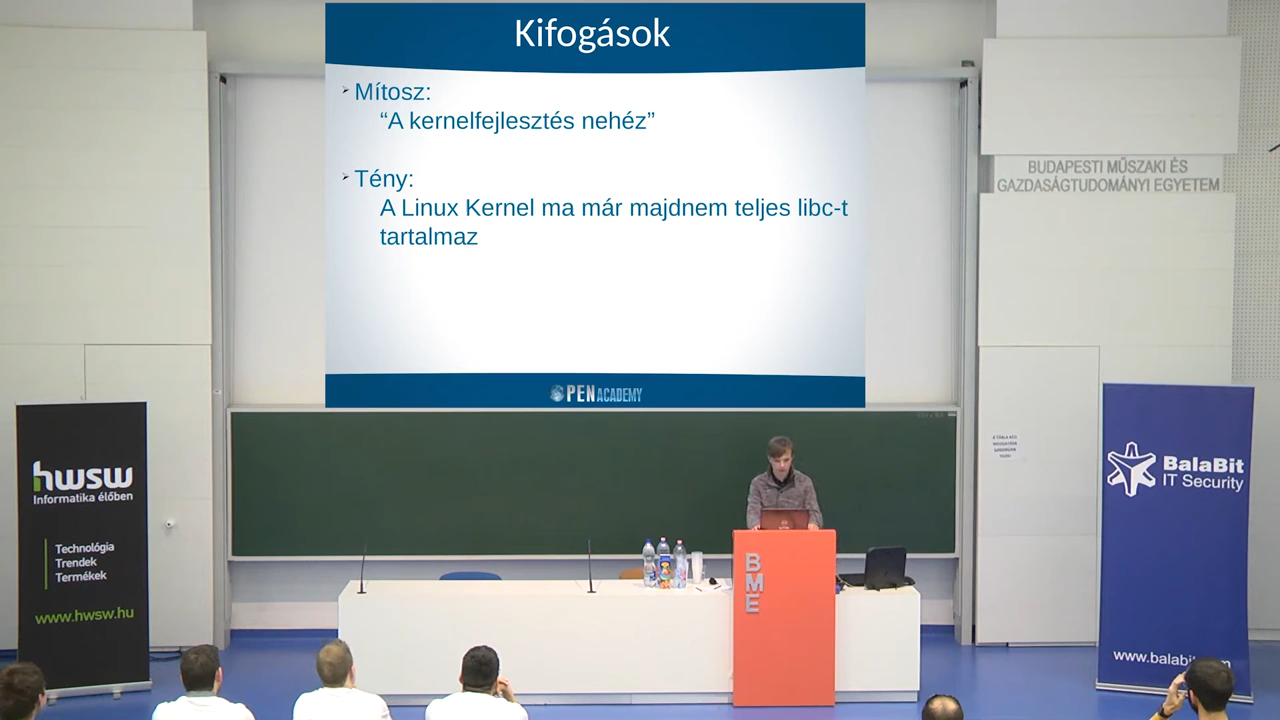 Kifogások
Mítosz:
“A kernelfejlesztés nehéz”
Tény:
A Linux Kernel ma már majdnem teljes libc-t
tartalmaz
PEN ACADEMY
BUDAPESTI MŰSZAKI ÉS
GAZDASÁGTUDOMÁNYI EGYETEM
hwsw
Informatika élőben
Technológia
Trendek
Termékek
www.hwsw.hu
BME
BalaBit
IT Security
www.balabi